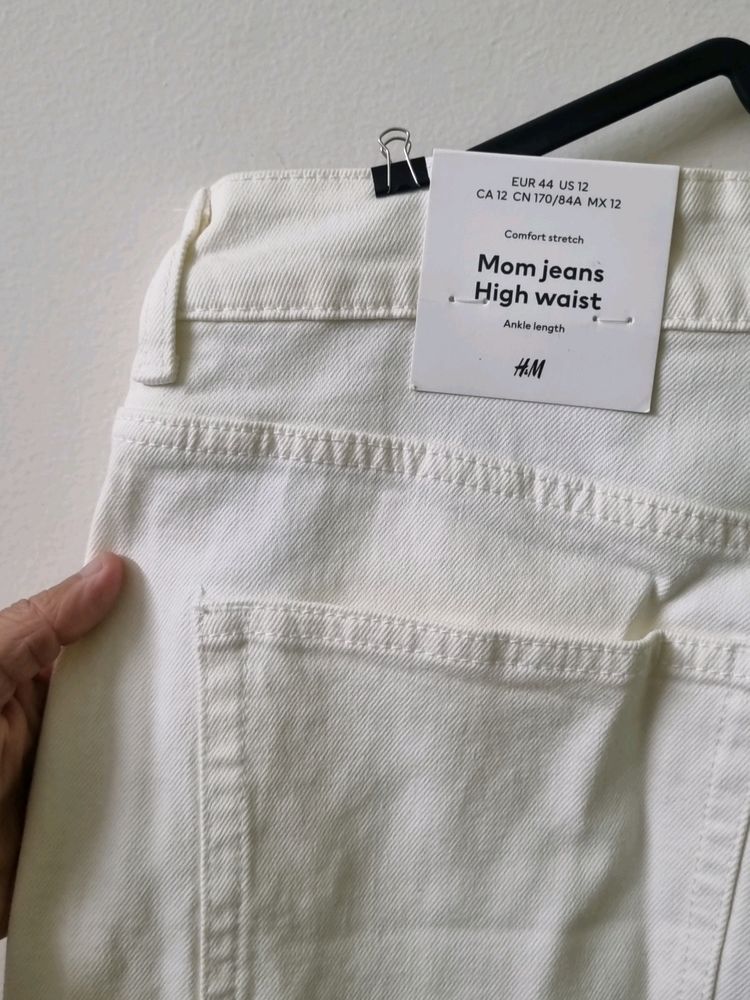 EUR 44 US 12
CA 12 CN 170/84A MX 12
Comfort stretch
Mom jeans
High waist
Ankle length
H&M